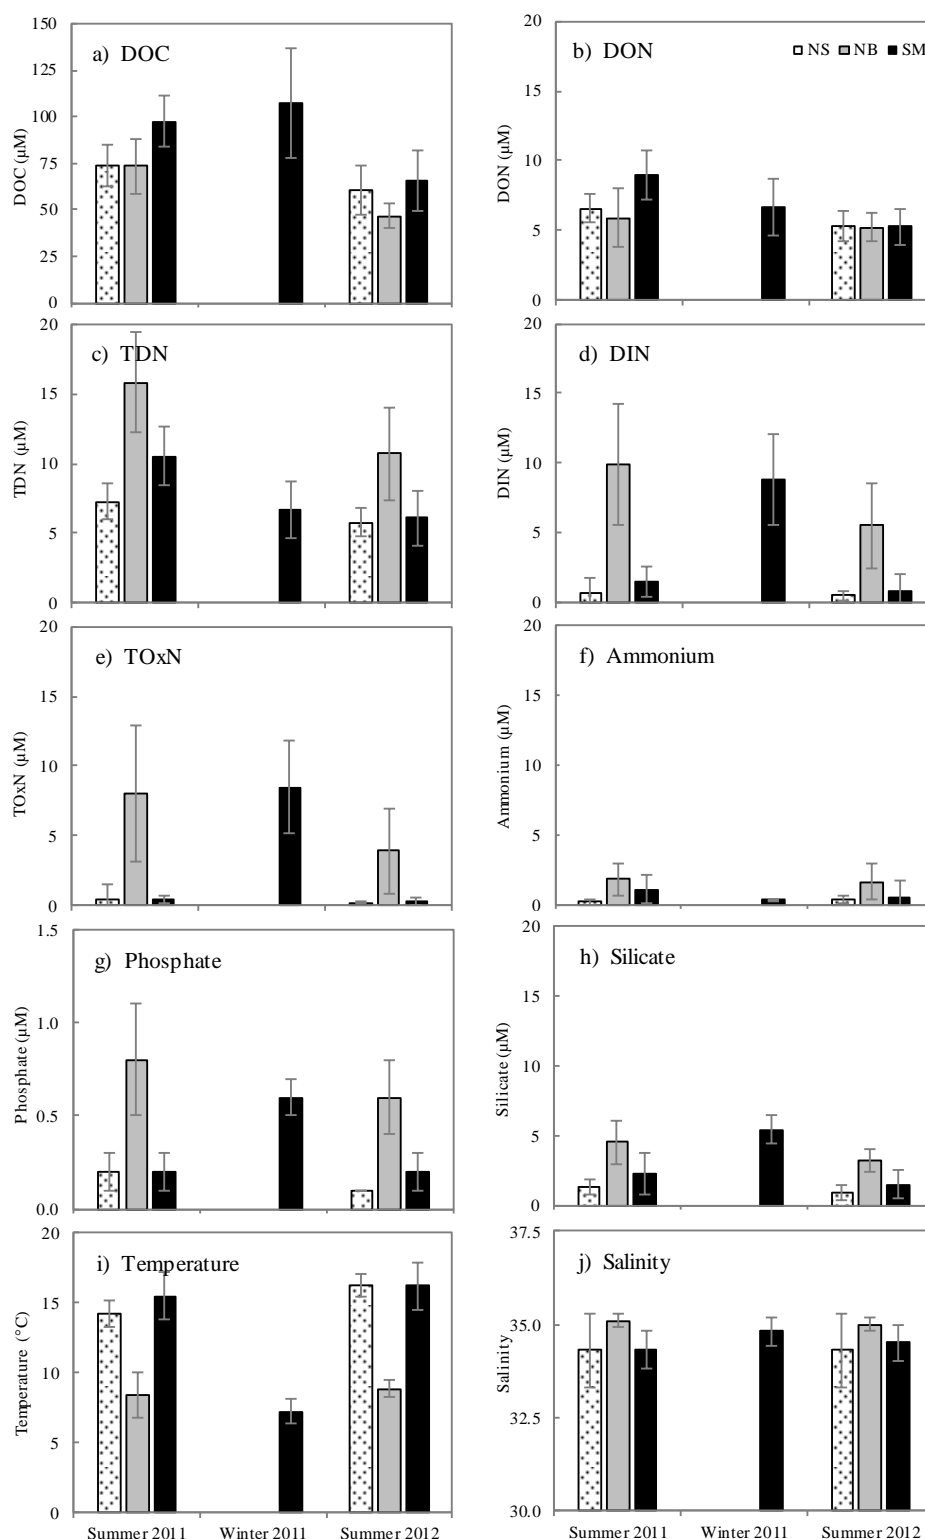 a) DOC
150
125
100
75
50
25
0
DOC (µM)
b) DON
NS NB SM
20
15
10
5
0
DON (µM)
c) TDN
20
15
10
5
0
TDN (µM)
d) DIN
20
15
10
5
0
DIN (µM)
e) TOxN
20
15
10
5
0
TOxN (µM)
f) Ammonium
20
15
10
5
0
Ammonium (µM)
g) Phosphate
1.5
1.0
0.5
0.0
Phosphate (µM)
h) Silicate
20
15
10
5
0
Silicate (µM)
i) Temperature
20
15
10
5
0
Temperature (°C)
Summer 2011 Winter 2011 Summer 2012
j) Salinity
37.5
35.0
32.5
30.0
Salinity
Summer 2011 Winter 2011 Summer 2012